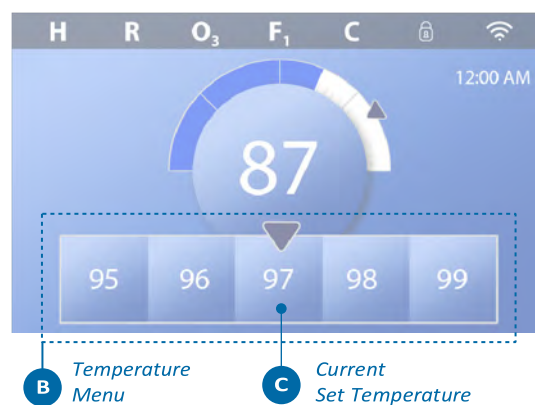 H R O₃ F₁ C
12:00 AM
87
95 96 97 98 99
B Temperature Menu
C Current Set Temperature